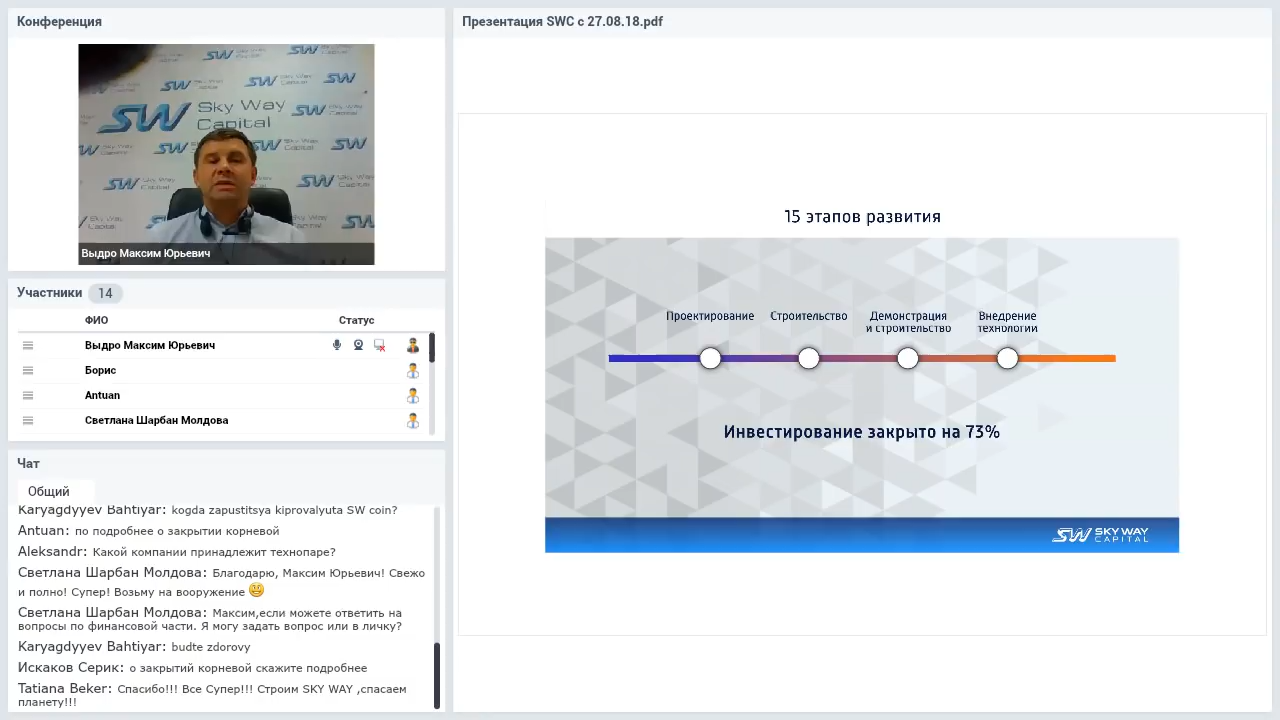 Конференция
SW Sky Way
Capital
Выдро Максим Юрьевич
Участники 14
ФИО Статус
Выдро Максим Юрьевич
Борис
Antuan
Светлана Шарбан Молдова
Чат
Общий
Karyagdyyev Bahtiyar: kogda zapustitsya kiprovalyuta SW coin?
Antuan: по подробнее о закрытии корневой
Aleksandr: Какой компании принадлежит технопарe?
Светлана Шарбан Молдова: Благодарю, Максим Юрьевич! Свежо
и полно! Супер! Возьму на вооружение
Светлана Шарбан Молдова: Максим,если можете ответить на
вопросы по финансовой части. Я могу задать вопрос или в личку?
Karyagdyyev Bahtiyar: budte zdorovy
Искаков Серик: о закрытий корневой скажите подробнее
Tatiana Beker: Спасибо!!! Все Супер!!! Строим SKY WAY ,спасаем
планету!!!
Презентация SWC с 27.08.18.pdf
15 этапов развития
Проектирование Строительство Демонстрация
и строительство Внедрение
технологии
Инвестирование закрыто на 73%
SW SKY WAY
CAPITAL